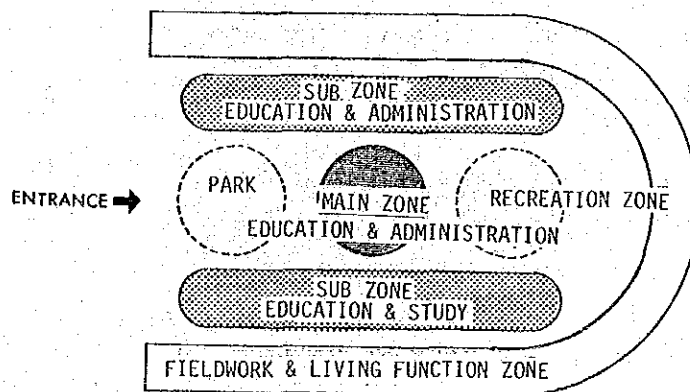 SUB ZONE
EDUCATION & ADMINISTRATION
ENTRANCE
PARK
MAIN ZONE
EDUCATION & ADMINISTRATION
RECREATION ZONE
SUB ZONE
EDUCATION & STUDY
FIELDWORK & LIVING FUNCTION ZONE